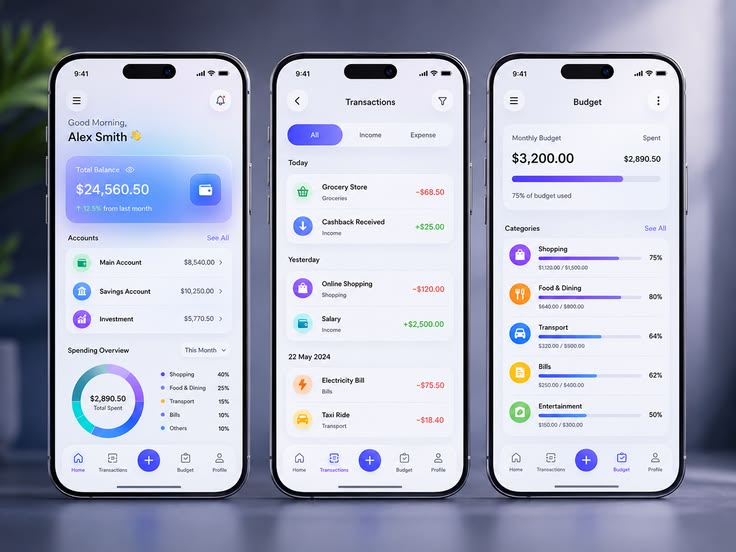 9:41
Good Morning,
Alex Smith 👋
Total Balance
$24,560.50
↑ 12.5% from last month
Accounts See All
Main Account $8,540.00 >
Savings Account $10,250.00 >
Investment $5,770.50 >
Spending Overview This Month
$2,890.50
Total Spent
Shopping 40%
Food & Dining 25%
Transport 15%
Bills 10%
Others 10%
Home Transactions + Budget Profile
9:41
Transactions
All Income Expense
Today
Grocery Store -$68.50
Groceries
Cashback Received +$25.00
Income
Yesterday
Online Shopping -$120.00
Shopping
Salary +$2,500.00
Income
22 May 2024
Electricity Bill -$75.50
Bills
Taxi Ride -$18.40
Transport
Home Transactions + Budget Profile
9:41
Budget
Monthly Budget Spent
$3,200.00 $2,890.50
75% of budget used
Categories See All
Shopping 75%
$1,120.00 / $1,500.00
Food & Dining 80%
$640.00 / $800.00
Transport 64%
$320.00 / $500.00
Bills 62%
$250.00 / $400.00
Entertainment 50%
$150.00 / $300.00
Home Transactions + Budget Profile